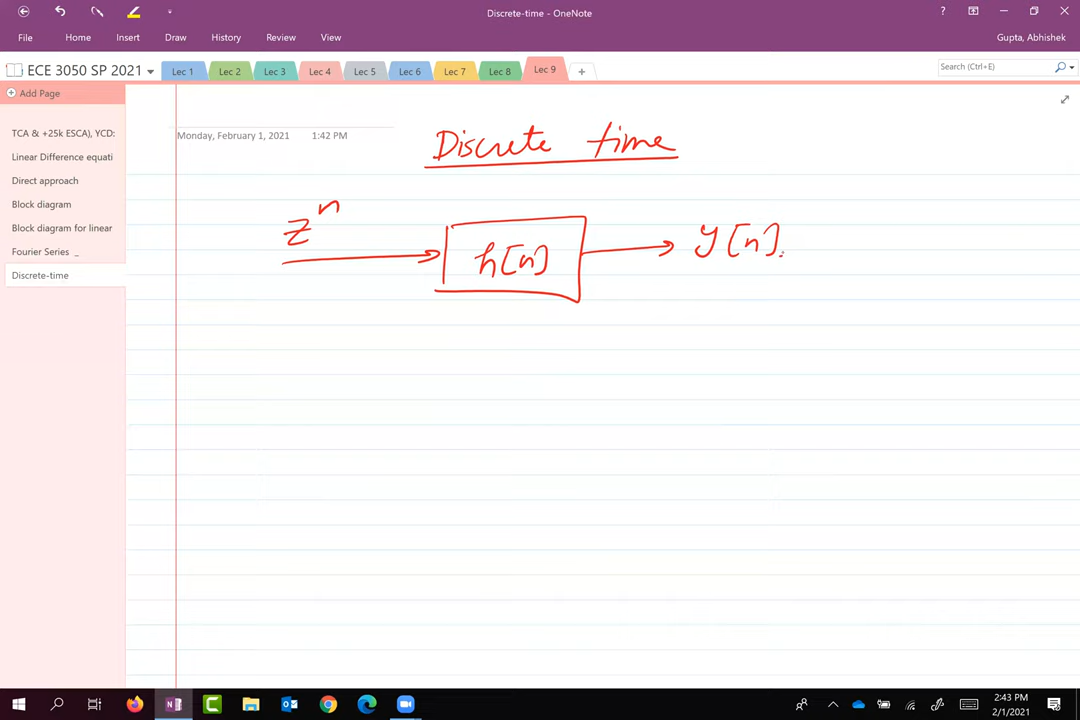 Discrete-time - OneNote
?
File Home Insert Draw History Review View
Gupta, Abhishek
ECE 3050 SP 2021
Lec 1 Lec 2 Lec 3 Lec 4 Lec 5 Lec 6 Lec 7 Lec 8 Lec 9 +
Search (Ctrl+E)
Add Page
TCA & +25k ESCA), YCD:
Linear Difference equati
Direct approach
Block diagram
Block diagram for linear
Fourier Series _
Discrete-time
Monday, February 1, 2021 1:42 PM
Discrete time
z^n
h[n]
y[n].
2:43 PM
2/1/2021